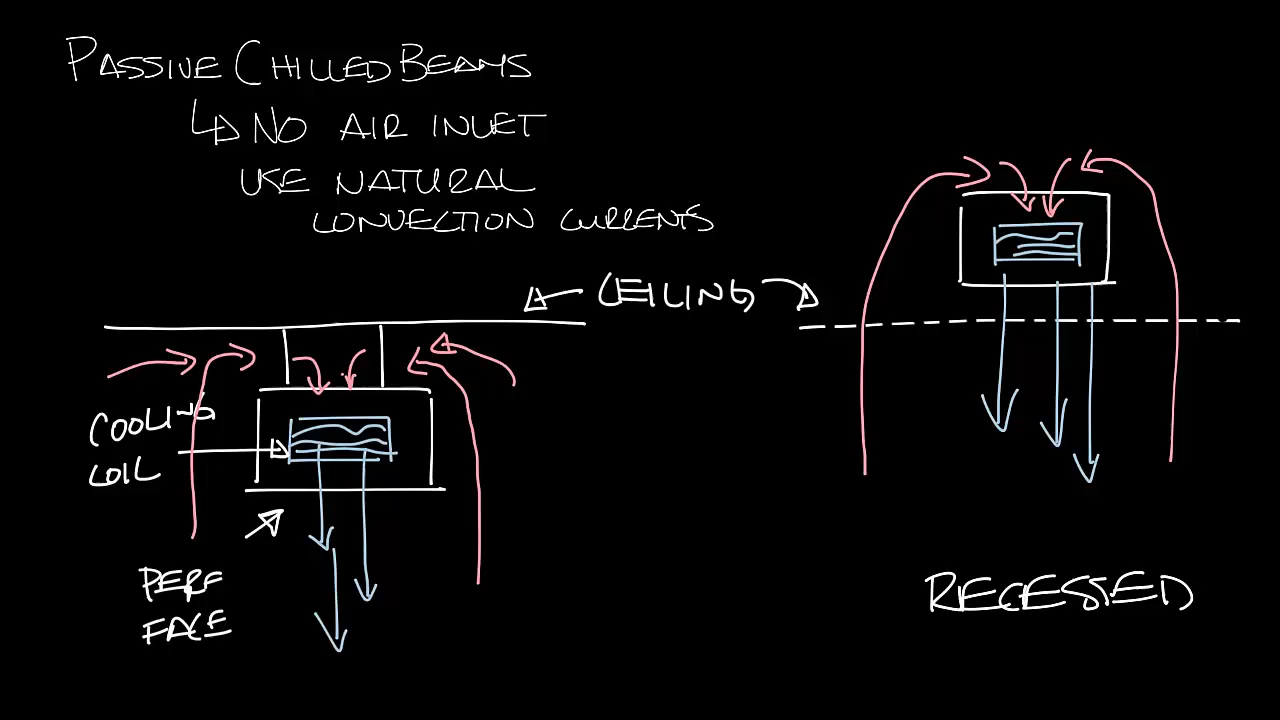 PASSIVE CHILLED BEAMS
↳ NO AIR INLET
USE NATURAL
CONVECTION CURRENTS
CEILING
COOLING
COIL
PERF
FACE
RECESSED